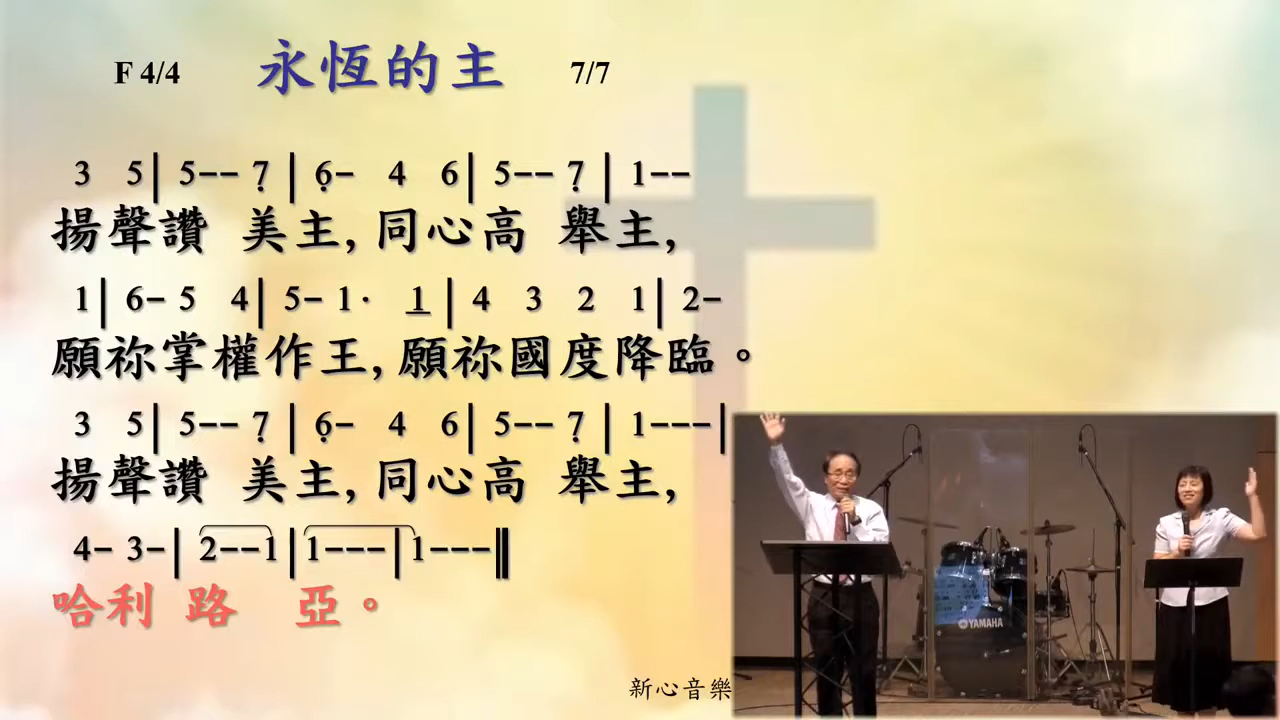 F 4/4 永恆的主 7/7
3 5| 5-- 7̣ | 6̣- 4 6| 5-- 7̣ | 1--
揚聲讚 美主,同心高 舉主,
1| 6- 5 4| 5- 1· 1̲ | 4 3 2 1| 2-
願祢掌權作王,願祢國度降臨。
3 5| 5-- 7̣ | 6̣- 4 6| 5-- 7̣ | 1---|
揚聲讚 美主,同心高 舉主,
4- 3-| 2--1|1---|1---‖
哈利 路 亞。
YAMAHA
新心音樂